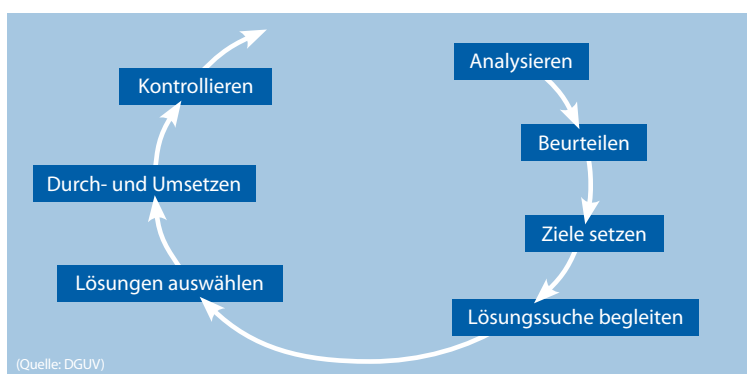 Analysieren
Beurteilen
Ziele setzen
Lösungssuche begleiten
Lösungen auswählen
Durch- und Umsetzen
Kontrollieren
(Quelle: DGUV)